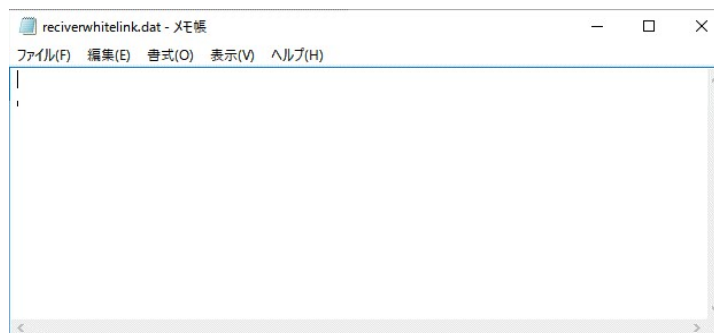 reciverwhitelink.dat - メモ帳
ファイル(F) 編集(E) 書式(O) 表示(V) ヘルプ(H)